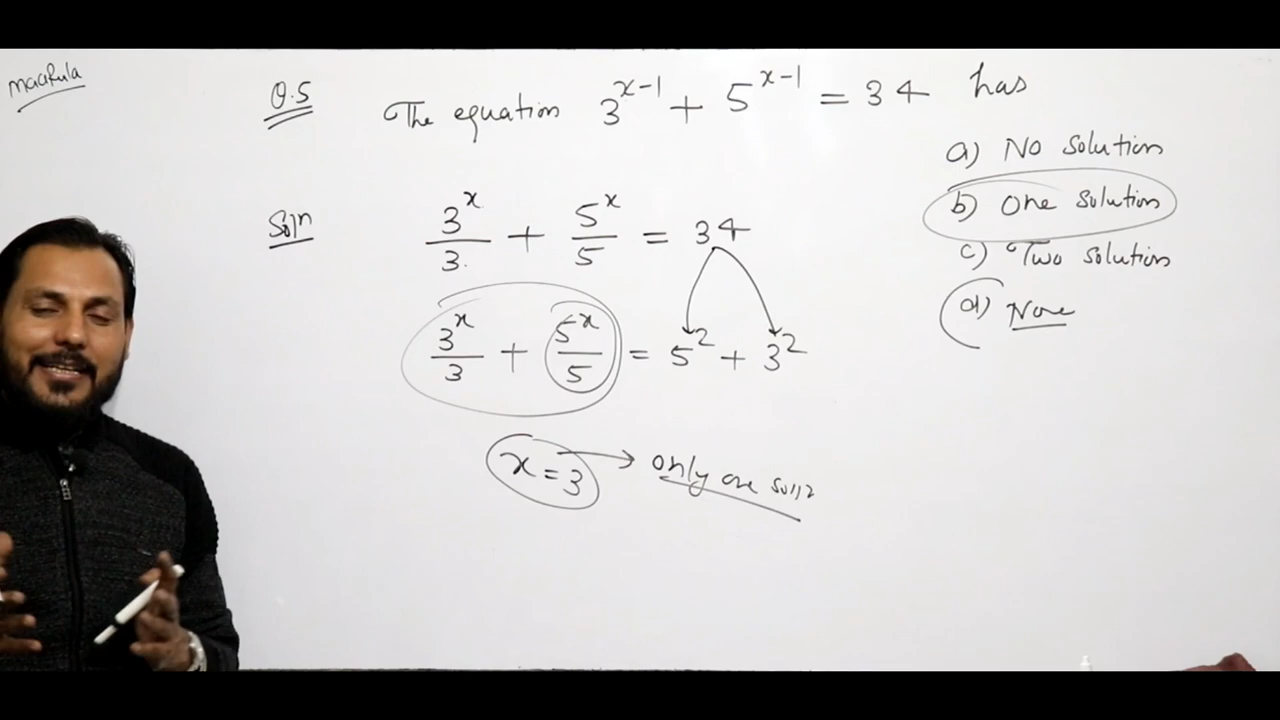 Q.5 The equation 3^{x-1} + 5^{x-1} = 34 has
a) No solution
b) One solution
c) Two solution
d) None
Soln
3^x/3 + 5^x/5 = 34
3^x/3 + 5^x/5 = 5^2 + 3^2
x = 3 → only one soln